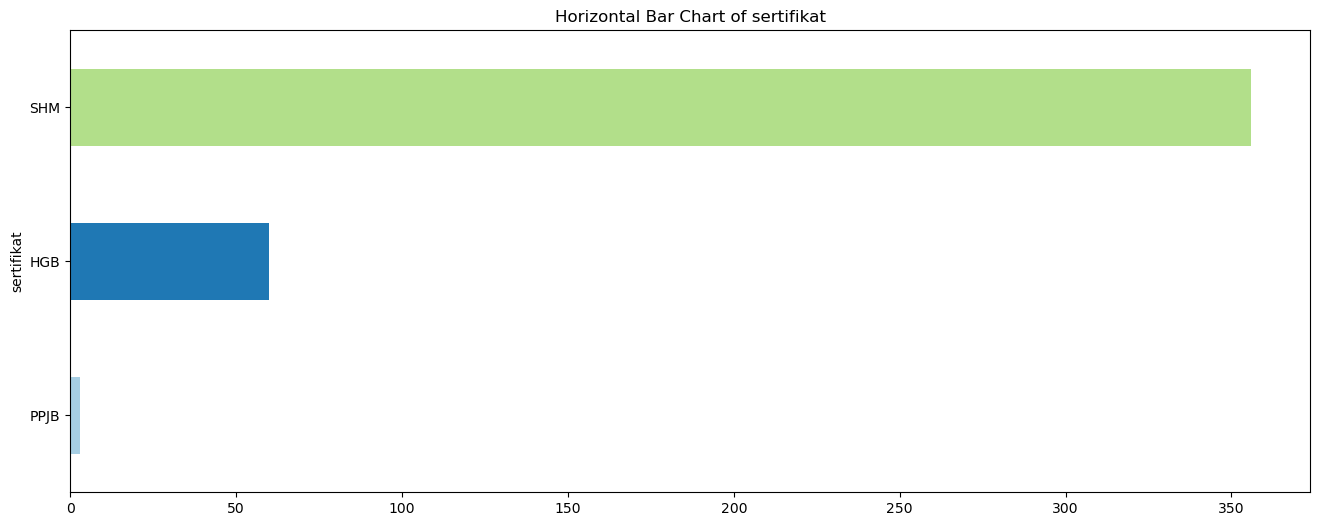 Horizontal Bar Chart of sertifikat
SHM
HGB
PPJB
sertifikat
0 50 100 150 200 250 300 350